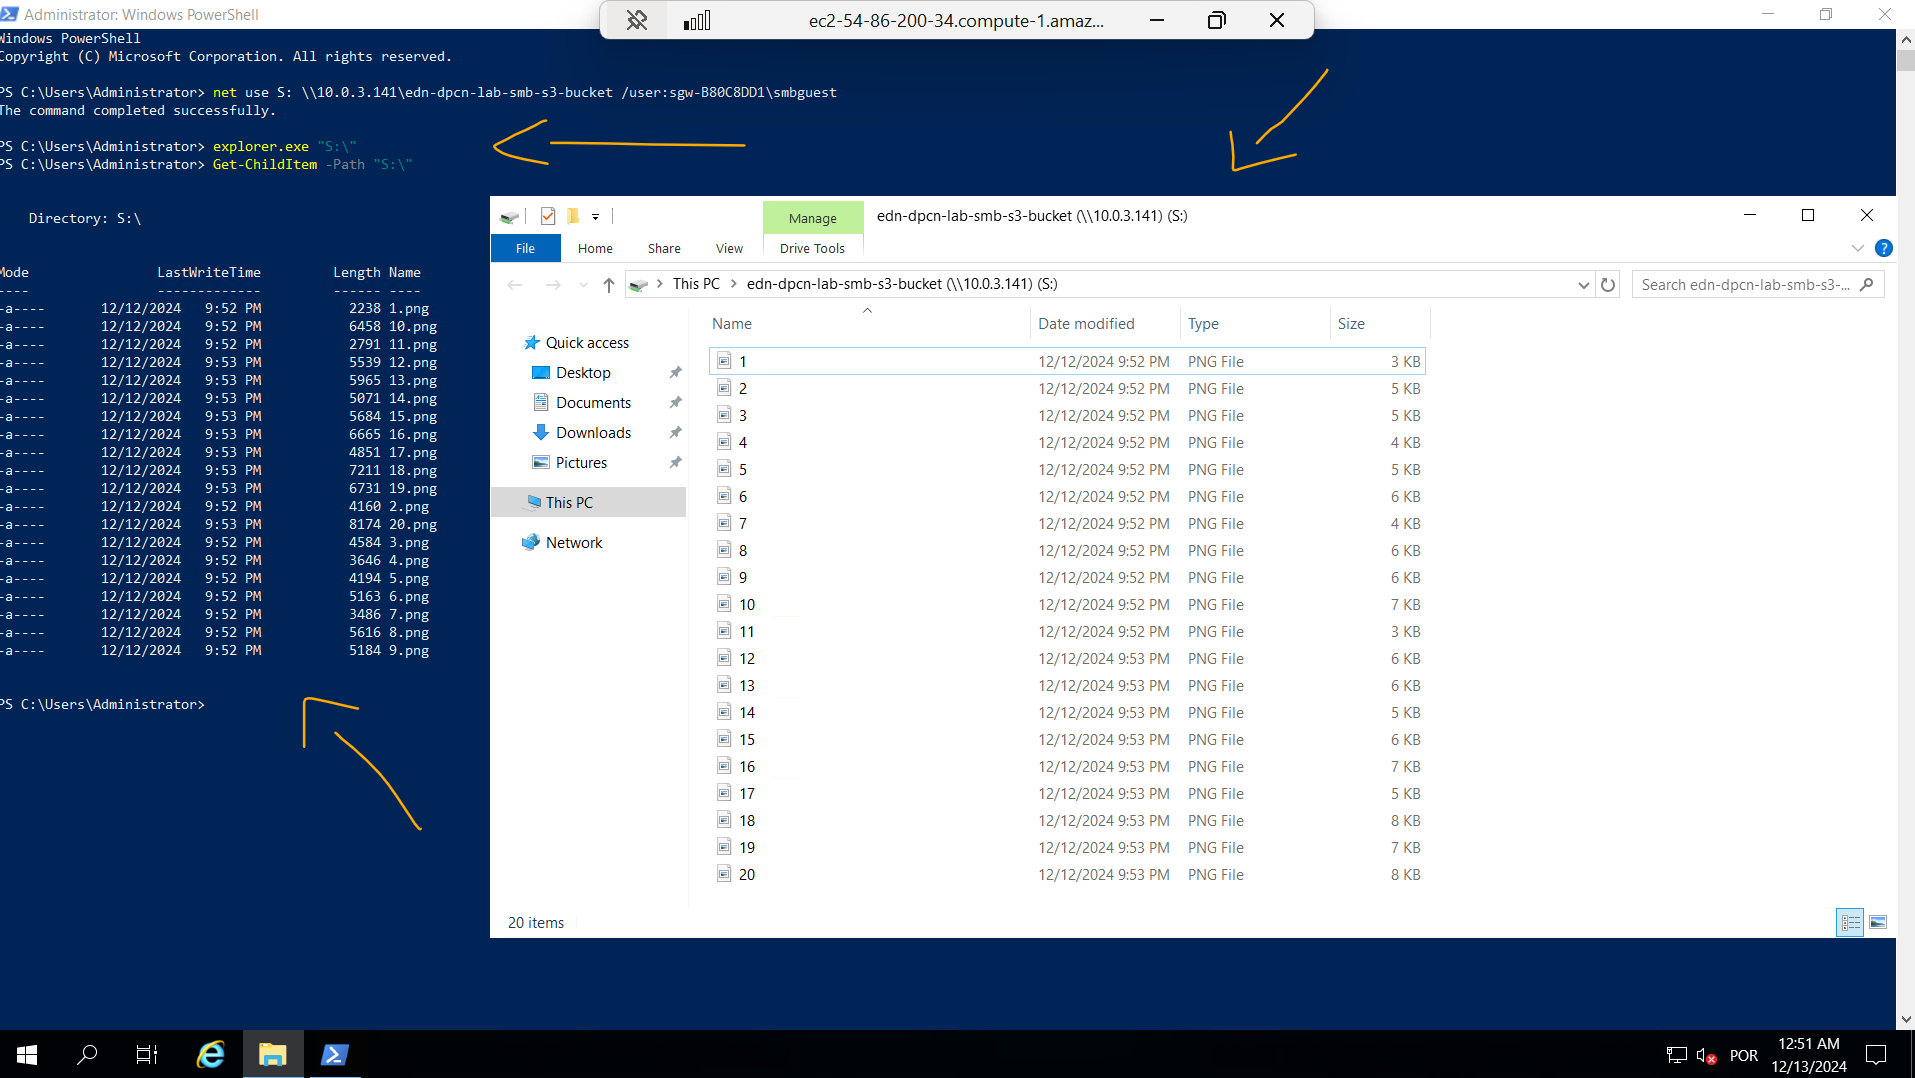 Administrator: Windows PowerShell
ec2-54-86-200-34.compute-1.amaz...
Windows PowerShell
Copyright (C) Microsoft Corporation. All rights reserved.
PS C:\Users\Administrator> net use S: \\10.0.3.141\edn-dpcn-lab-smb-s3-bucket /user:sgw-B80C8DD1\smbguest
The command completed successfully.
PS C:\Users\Administrator> explorer.exe "S:\"
PS C:\Users\Administrator> Get-ChildItem -Path "S:\"
Directory: S:\
Mode LastWriteTime Length Name
---- ------------- ------ ----
-a---- 12/12/2024 9:52 PM 2238 1.png
-a---- 12/12/2024 9:52 PM 6458 10.png
-a---- 12/12/2024 9:52 PM 2791 11.png
-a---- 12/12/2024 9:53 PM 5539 12.png
-a---- 12/12/2024 9:53 PM 5965 13.png
-a---- 12/12/2024 9:53 PM 5071 14.png
-a---- 12/12/2024 9:53 PM 5684 15.png
-a---- 12/12/2024 9:53 PM 6665 16.png
-a---- 12/12/2024 9:53 PM 4851 17.png
-a---- 12/12/2024 9:53 PM 7211 18.png
-a---- 12/12/2024 9:53 PM 6731 19.png
-a---- 12/12/2024 9:52 PM 4160 2.png
-a---- 12/12/2024 9:53 PM 8174 20.png
-a---- 12/12/2024 9:52 PM 4584 3.png
-a---- 12/12/2024 9:52 PM 3646 4.png
-a---- 12/12/2024 9:52 PM 4194 5.png
-a---- 12/12/2024 9:52 PM 5163 6.png
-a---- 12/12/2024 9:52 PM 3486 7.png
-a---- 12/12/2024 9:52 PM 5616 8.png
-a---- 12/12/2024 9:52 PM 5184 9.png
PS C:\Users\Administrator>
Manage edn-dpcn-lab-smb-s3-bucket (\\10.0.3.141) (S:)
File Home Share View Drive Tools
This PC > edn-dpcn-lab-smb-s3-bucket (\\10.0.3.141) (S:)
Search edn-dpcn-lab-smb-s3-...
Quick access
Desktop
Documents
Downloads
Pictures
This PC
Network
Name Date modified Type Size
1 12/12/2024 9:52 PM PNG File 3 KB
2 12/12/2024 9:52 PM PNG File 5 KB
3 12/12/2024 9:52 PM PNG File 5 KB
4 12/12/2024 9:52 PM PNG File 4 KB
5 12/12/2024 9:52 PM PNG File 5 KB
6 12/12/2024 9:52 PM PNG File 6 KB
7 12/12/2024 9:52 PM PNG File 4 KB
8 12/12/2024 9:52 PM PNG File 6 KB
9 12/12/2024 9:52 PM PNG File 6 KB
10 12/12/2024 9:52 PM PNG File 7 KB
11 12/12/2024 9:52 PM PNG File 3 KB
12 12/12/2024 9:53 PM PNG File 6 KB
13 12/12/2024 9:53 PM PNG File 6 KB
14 12/12/2024 9:53 PM PNG File 5 KB
15 12/12/2024 9:53 PM PNG File 6 KB
16 12/12/2024 9:53 PM PNG File 7 KB
17 12/12/2024 9:53 PM PNG File 5 KB
18 12/12/2024 9:53 PM PNG File 8 KB
19 12/12/2024 9:53 PM PNG File 7 KB
20 12/12/2024 9:53 PM PNG File 8 KB
20 items
POR
12:51 AM
12/13/2024